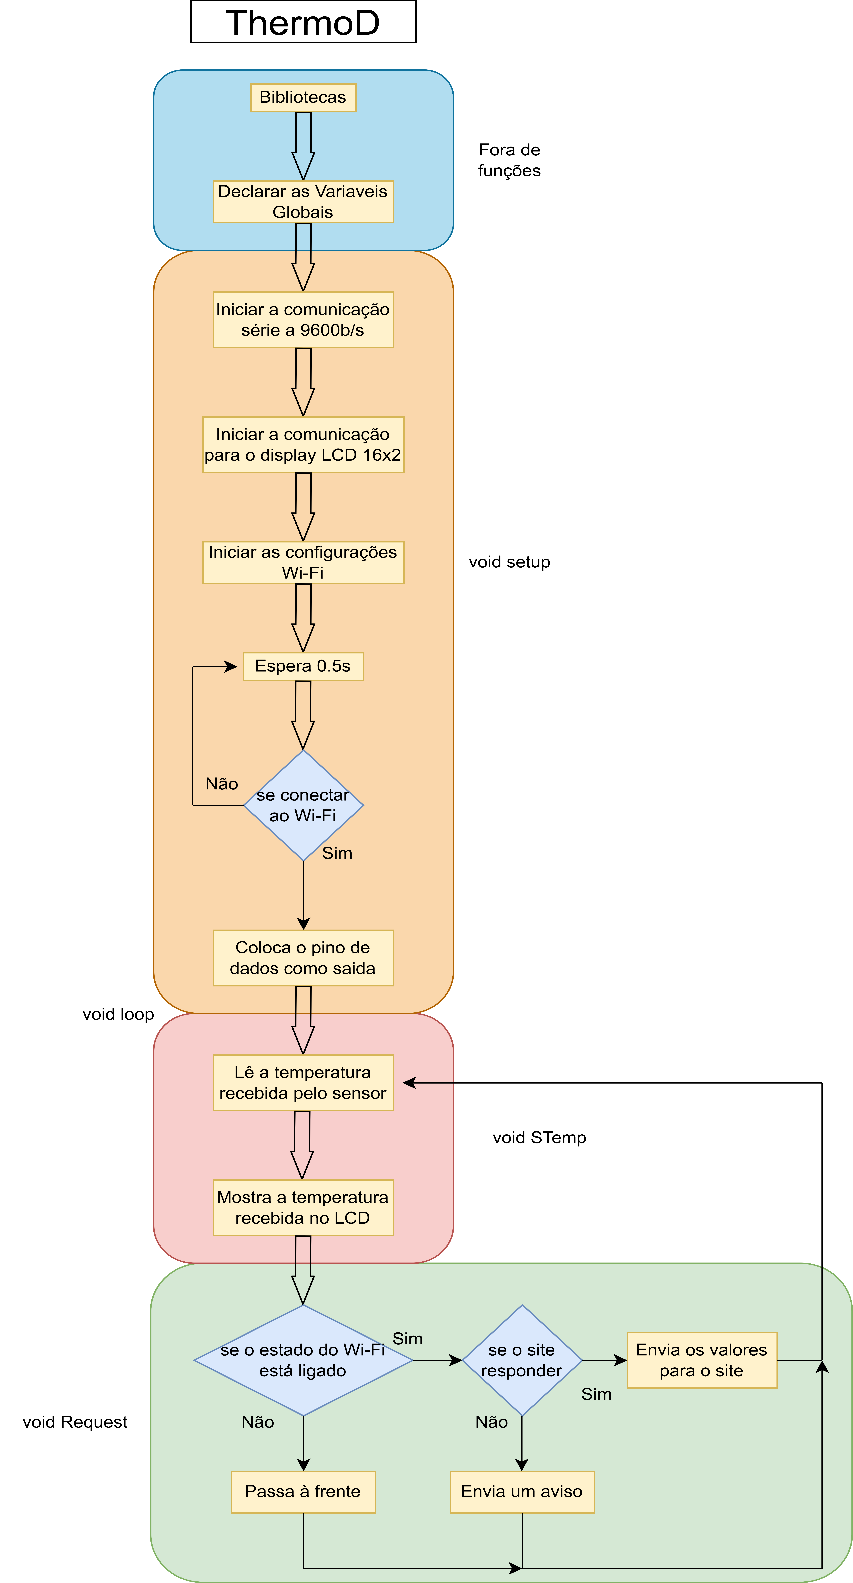 ThermoD
Bibliotecas
Fora de
funções
Declarar as Variaveis
Globais
Iniciar a comunicação
série a 9600b/s
Iniciar a comunicação
para o display LCD 16x2
Iniciar as configurações
Wi-Fi
void setup
Espera 0.5s
Não
se conectar
ao Wi-Fi
Sim
Coloca o pino de
dados como saida
void loop
Lê a temperatura
recebida pelo sensor
void STemp
Mostra a temperatura
recebida no LCD
se o estado do Wi-Fi
está ligado
Sim
se o site
responder
Sim
Envia os valores
para o site
void Request
Não
Não
Passa à frente
Envia um aviso